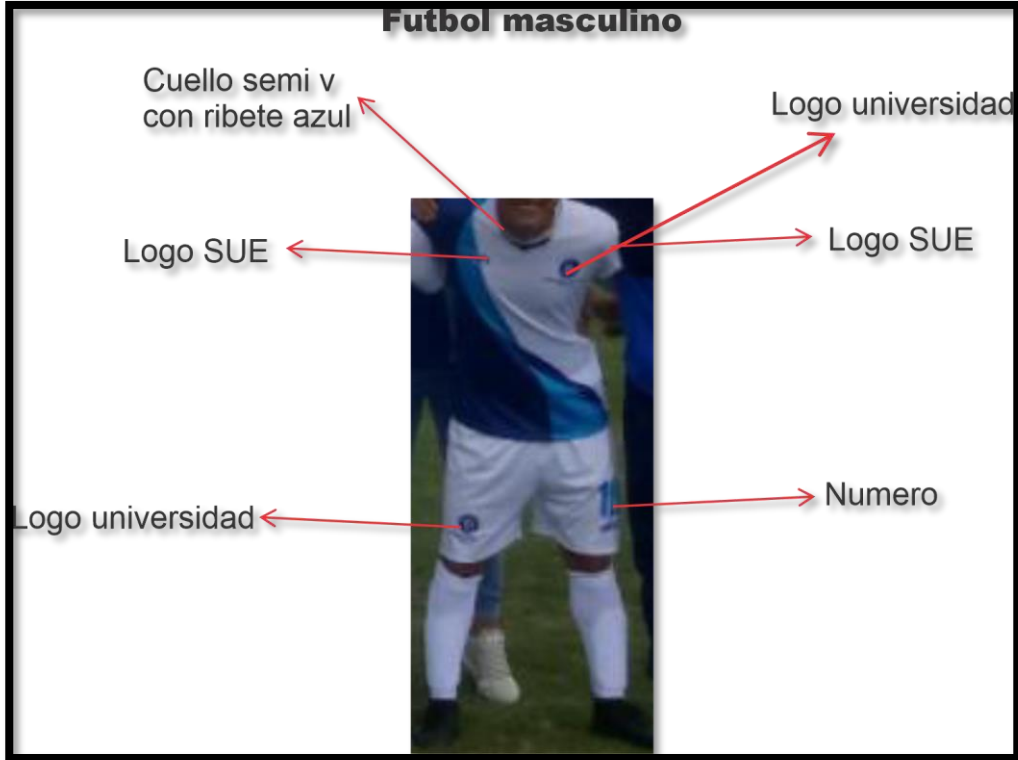 Futbol masculino
Cuello semi v
con ribete azul
Logo universidad
Logo SUE
Logo SUE
Numero
Logo universidad